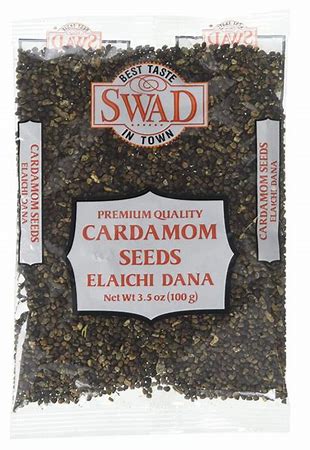 BEST TASTE
SWAD
IN TOWN
PREMIUM QUALITY
CARDAMOM
SEEDS
ELAICHI DANA
Net Wt 3.5 oz (100 g)
CARDAMOM SEEDS
ELAICHI DANA
CARDAMOM SEEDS
ELAICHI DANA